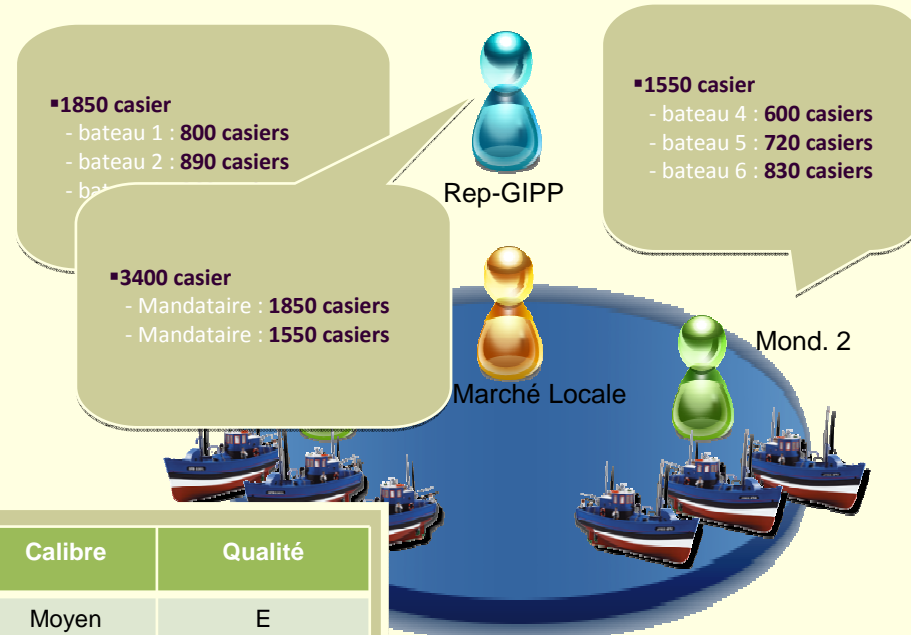 ▪1850 casier
- bateau 1 : 800 casiers
- bateau 2 : 890 casiers
▪3400 casier
- Mandataire : 1850 casiers
- Mandataire : 1550 casiers
Rep-GIPP
▪1550 casier
- bateau 4 : 600 casiers
- bateau 5 : 720 casiers
- bateau 6 : 830 casiers
Mond. 2
Marché Locale
Calibre Qualité
Moyen E